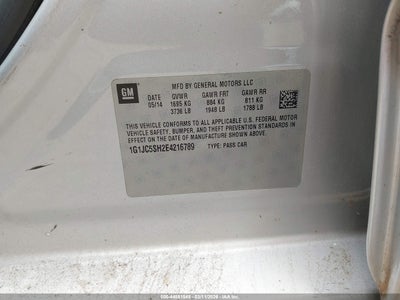 GM
MFD BY GENERAL MOTORS LLC
DATE GVWR GAWR FRT GAWR RR
05/14 1695 KG 884 KG 811 KG
3736 LB 1948 LB 1788 LB
THIS VEHICLE CONFORMS TO ALL APPLICABLE U.S. FEDERAL MOTOR
VEHICLE SAFETY, BUMPER, AND THEFT PREVENTION STANDARDS IN
EFFECT ON THE DATE OF MANUFACTURE SHOWN ABOVE.
1G1JC5SH2E4216789 TYPE: PASS CAR